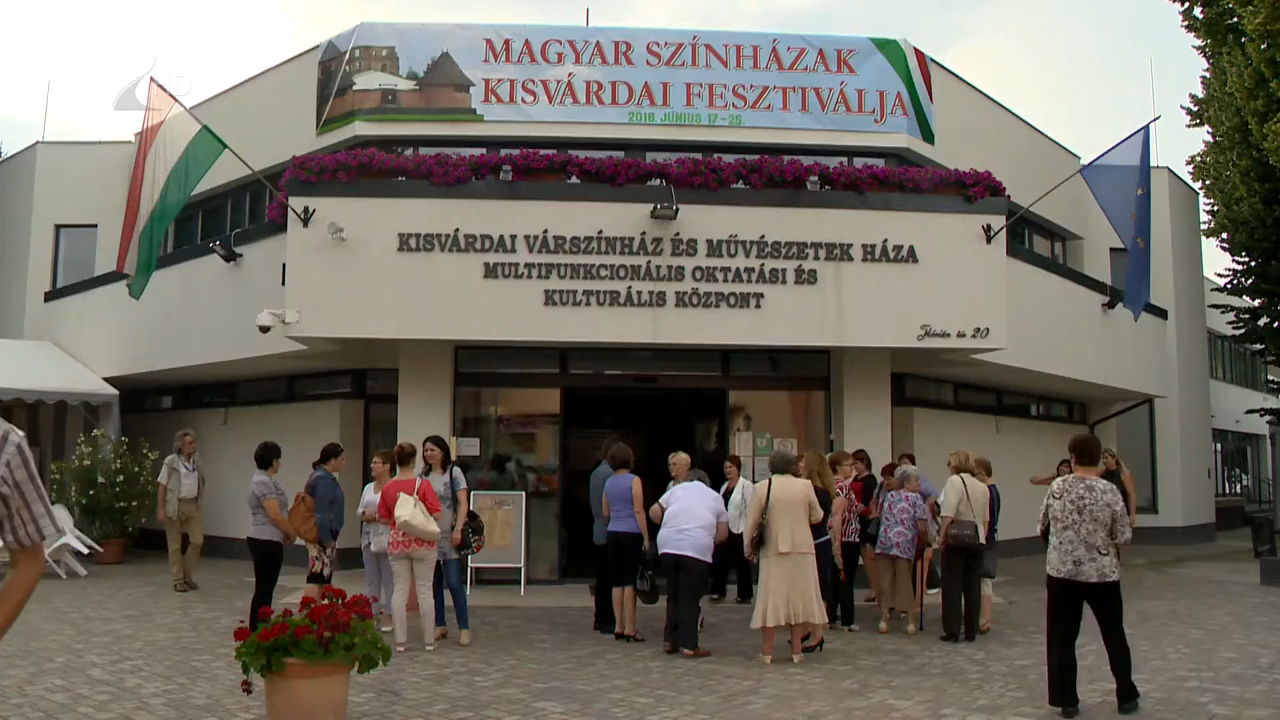 MAGYAR SZÍNHÁZAK
KISVÁRDAI FESZTIVÁLJA
2016. JÚNIUS 17-25.
KISVÁRDAI VÁRSZÍNHÁZ ÉS MŰVÉSZETEK HÁZA
MULTIFUNKCIONÁLIS OKTATÁSI ÉS
KULTURÁLIS KÖZPONT
Flórián tér 20